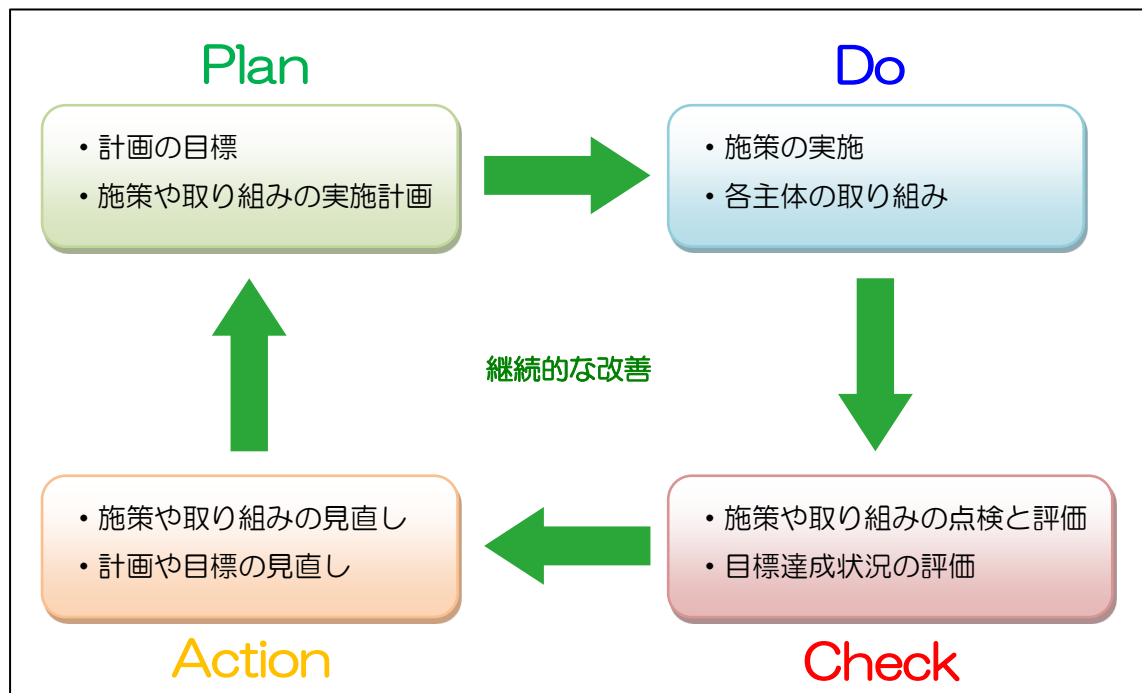 Plan
・計画の目標
・施策や取り組みの実施計画
Do
・施策の実施
・各主体の取り組み
継続的な改善
・施策や取り組みの見直し
・計画や目標の見直し
Action
・施策や取り組みの点検と評価
・目標達成状況の評価
Check